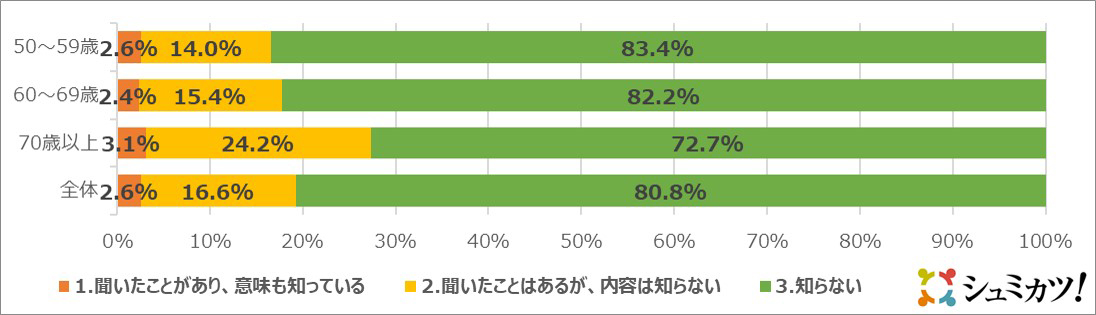 50～59歳 2.6% 14.0% 83.4%
60～69歳 2.4% 15.4% 82.2%
70歳以上 3.1% 24.2% 72.7%
全体 2.6% 16.6% 80.8%
0% 10% 20% 30% 40% 50% 60% 70% 80% 90% 100%
1.聞いたことがあり、意味も知っている 2.聞いたことはあるが、内容は知らない 3.知らない
シュミカツ!